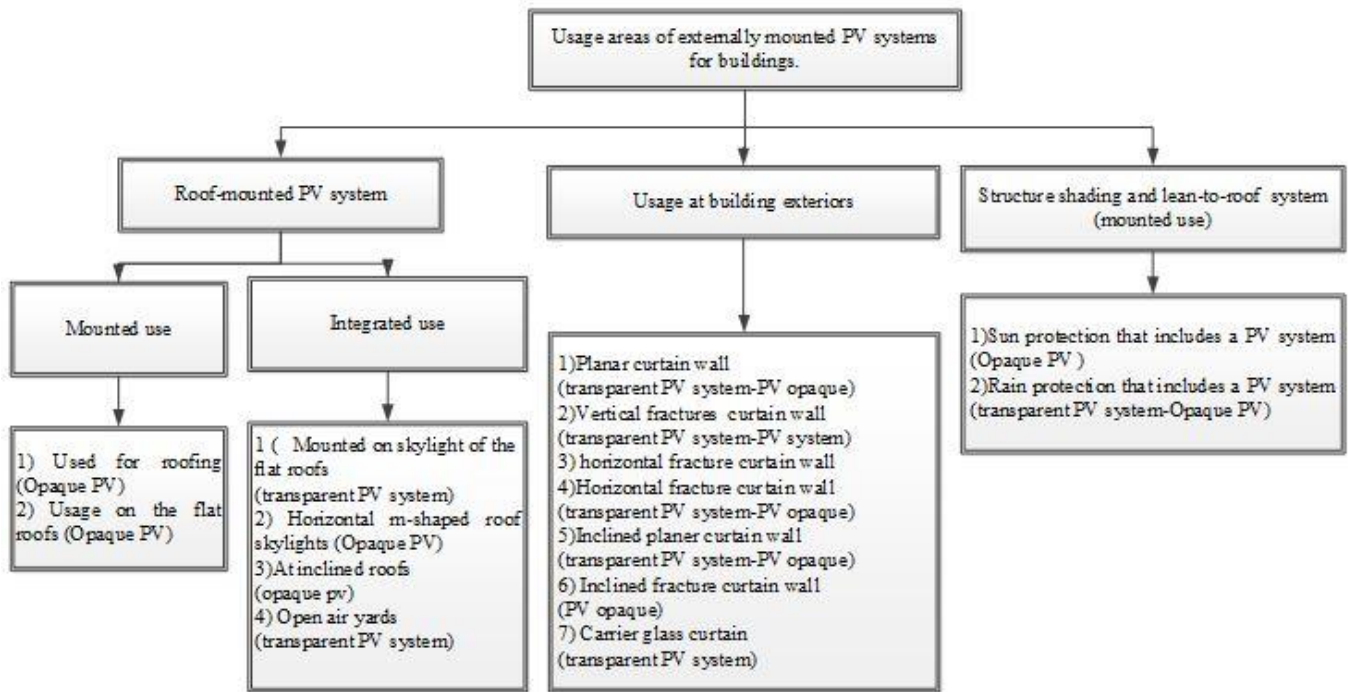 Usage areas of externally mounted PV systems
for buildings.
Roof-mounted PV system
Usage at building exteriors
Structure shading and lean-to-roof system
(mounted use)
Mounted use
Integrated use
1) Used for roofing
(Opaque PV)
2) Usage on the flat
roofs (Opaque PV)
1 ( Mounted on skylight of the
flat roofs
(transparent PV system)
2) Horizontal m-shaped roof
skylights (Opaque PV)
3)At inclined roofs
(opaque pv)
4) Open air yards
(transparent PV system)
1)Planar curtain wall
(transparent PV system-PV opaque)
2)Vertical fractures curtain wall
(transparent PV system-PV system)
3) horizontal fracture curtain wall
4)Horizontal fracture curtain wall
(transparent PV system-PV opaque)
5)Inclined planer curtain wall
(transparent PV system-PV opaque)
6) Inclined fracture curtain wall
(PV opaque)
7) Carrier glass curtain
(transparent PV system)
1)Sun protection that includes a PV system
(Opaque PV )
2)Rain protection that includes a PV system
(transparent PV system-Opaque PV)